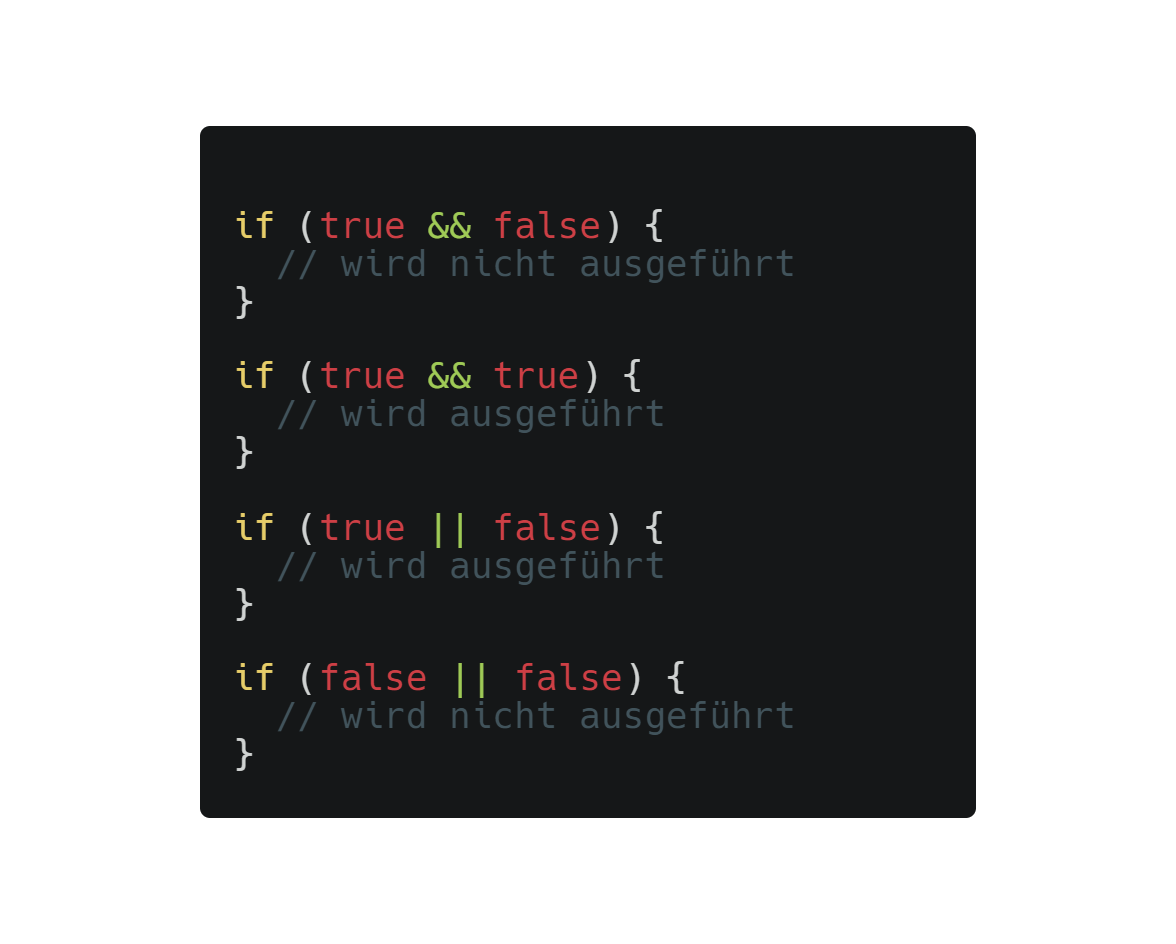 if (true && false) {
  // wird nicht ausgeführt
}

if (true && true) {
  // wird ausgeführt
}

if (true || false) {
  // wird ausgeführt
}

if (false || false) {
  // wird nicht ausgeführt
}